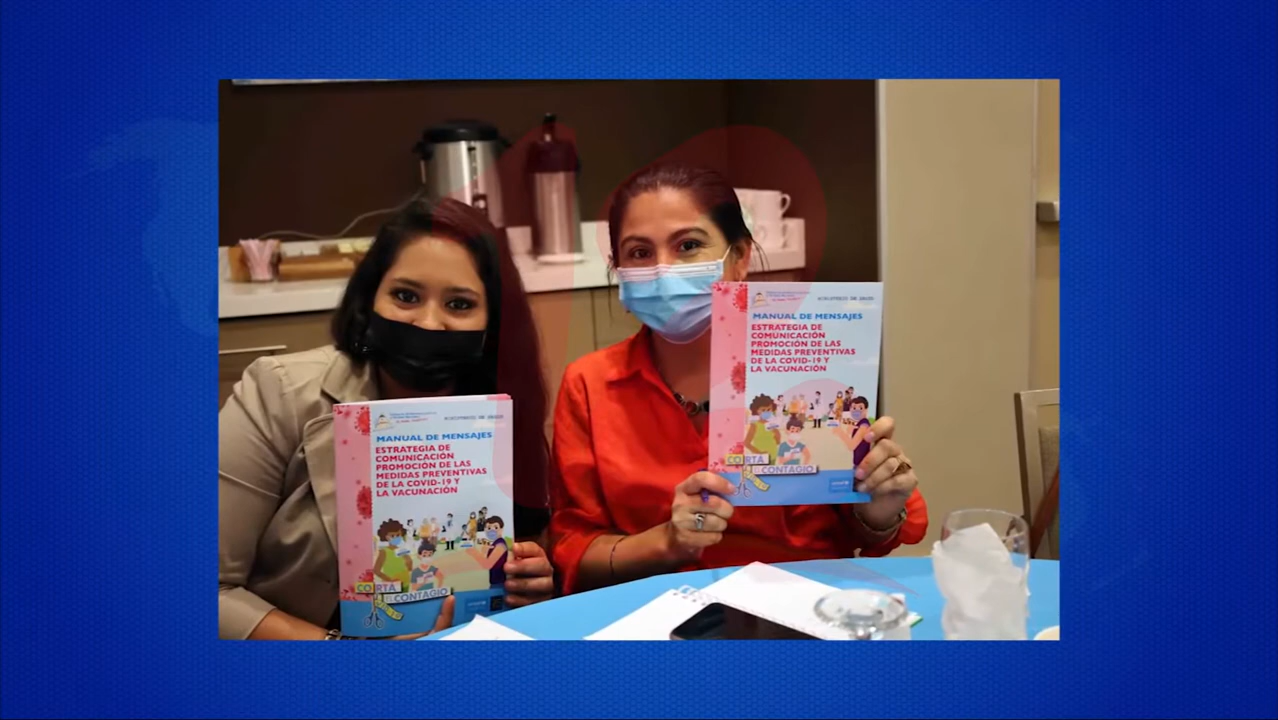 MANUAL DE MENSAJES
ESTRATEGIA DE
COMUNICACIÓN
PROMOCIÓN DE LAS
MEDIDAS PREVENTIVAS
DE LA COVID-19 Y
LA VACUNACIÓN
CORTA
CONTAGIO
unicef
MANUAL DE MENSAJES
ESTRATEGIA DE
COMUNICACIÓN
PROMOCIÓN DE LAS
MEDIDAS PREVENTIVAS
DE LA COVID-19 Y
LA VACUNACIÓN
CORTA
CONTAGIO